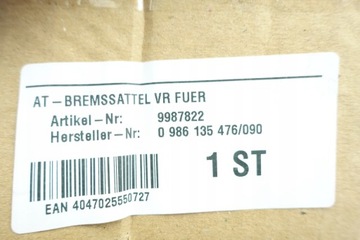 AT-BREMSSATTEL VR FUER
Artikel-Nr: 9987822
Hersteller-Nr: 0 986 135 476/090
1 ST
EAN 4047025550727